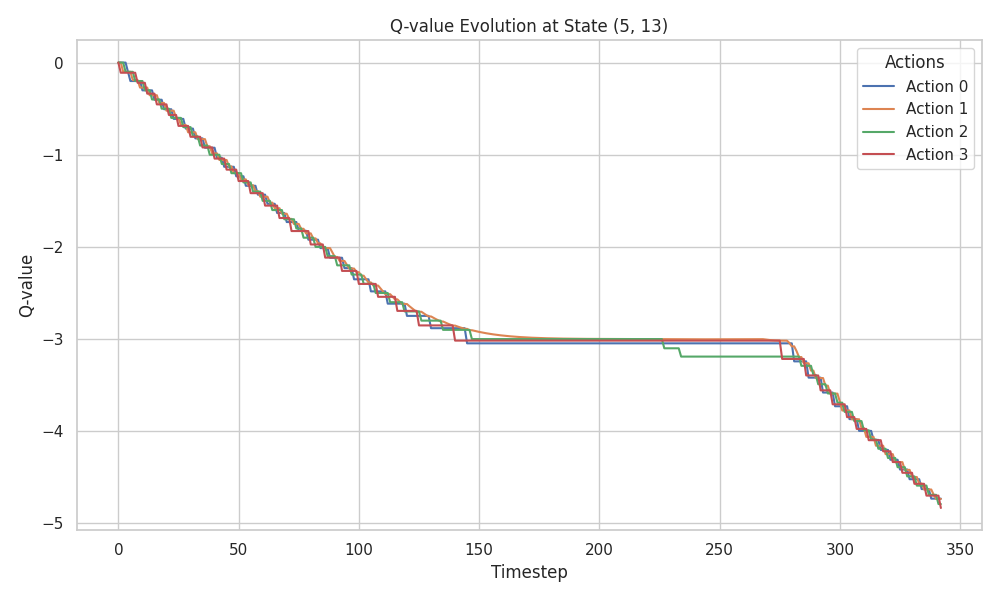 Q-value Evolution at State (5, 13)
Actions
Action 0
Action 1
Action 2
Action 3
Q-value
0
−1
−2
−3
−4
−5
0 50 100 150 200 250 300 350
Timestep